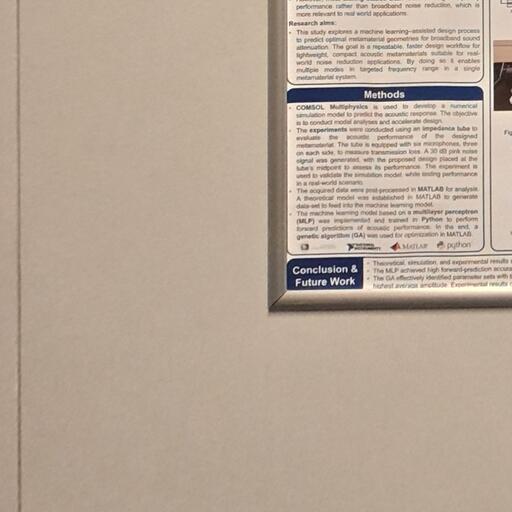 performance rather than broadband noise reduction, which is
more relevant to real world applications.
Research aims:
• This study explores a machine learning–assisted design process
to predict optimal metamaterial geometries for broadband sound
attenuation. The goal is a repeatable, faster design workflow for
lightweight, compact acoustic metamaterials suitable for real-
world noise reduction applications. By doing so it enables
multiple modes in targeted frequency range in a single
metamaterial system.
Methods
• COMSOL Multiphysics is used to develop a numerical
simulation model to predict the acoustic response. The objective
is to conduct modal analyses and accelerate design.
• The experiments were conducted using an impedance tube to
evaluate the acoustic performance of the designed
metamaterial. The tube is equipped with six microphones, three
on each side, to measure transmission loss. A 30 dB pink noise
signal was generated, with the proposed design placed at the
tube's midpoint to assess its performance. The experiment is
used to validate the simulation model, while testing performance
in a real-world scenario.
• The acquired data were post-processed in MATLAB for analysis.
A theoretical model was established in MATLAB to generate
data-set to feed into the machine learning model.
• The machine learning model based on a multilayer perceptron
(MLP) was implemented and trained in Python to perform
forward predictions of acoustic performance. In the end, a
genetic algorithm (GA) was used for optimization in MATLAB.
NATIONAL INSTRUMENTS MATLAB python
Fig
Conclusion &
Future Work
• Theoretical, simulation, and experimental results
• The MLP achieved high forward-prediction accura
• The GA effectively identified parameter sets with
highest average amplitude. Experimental results